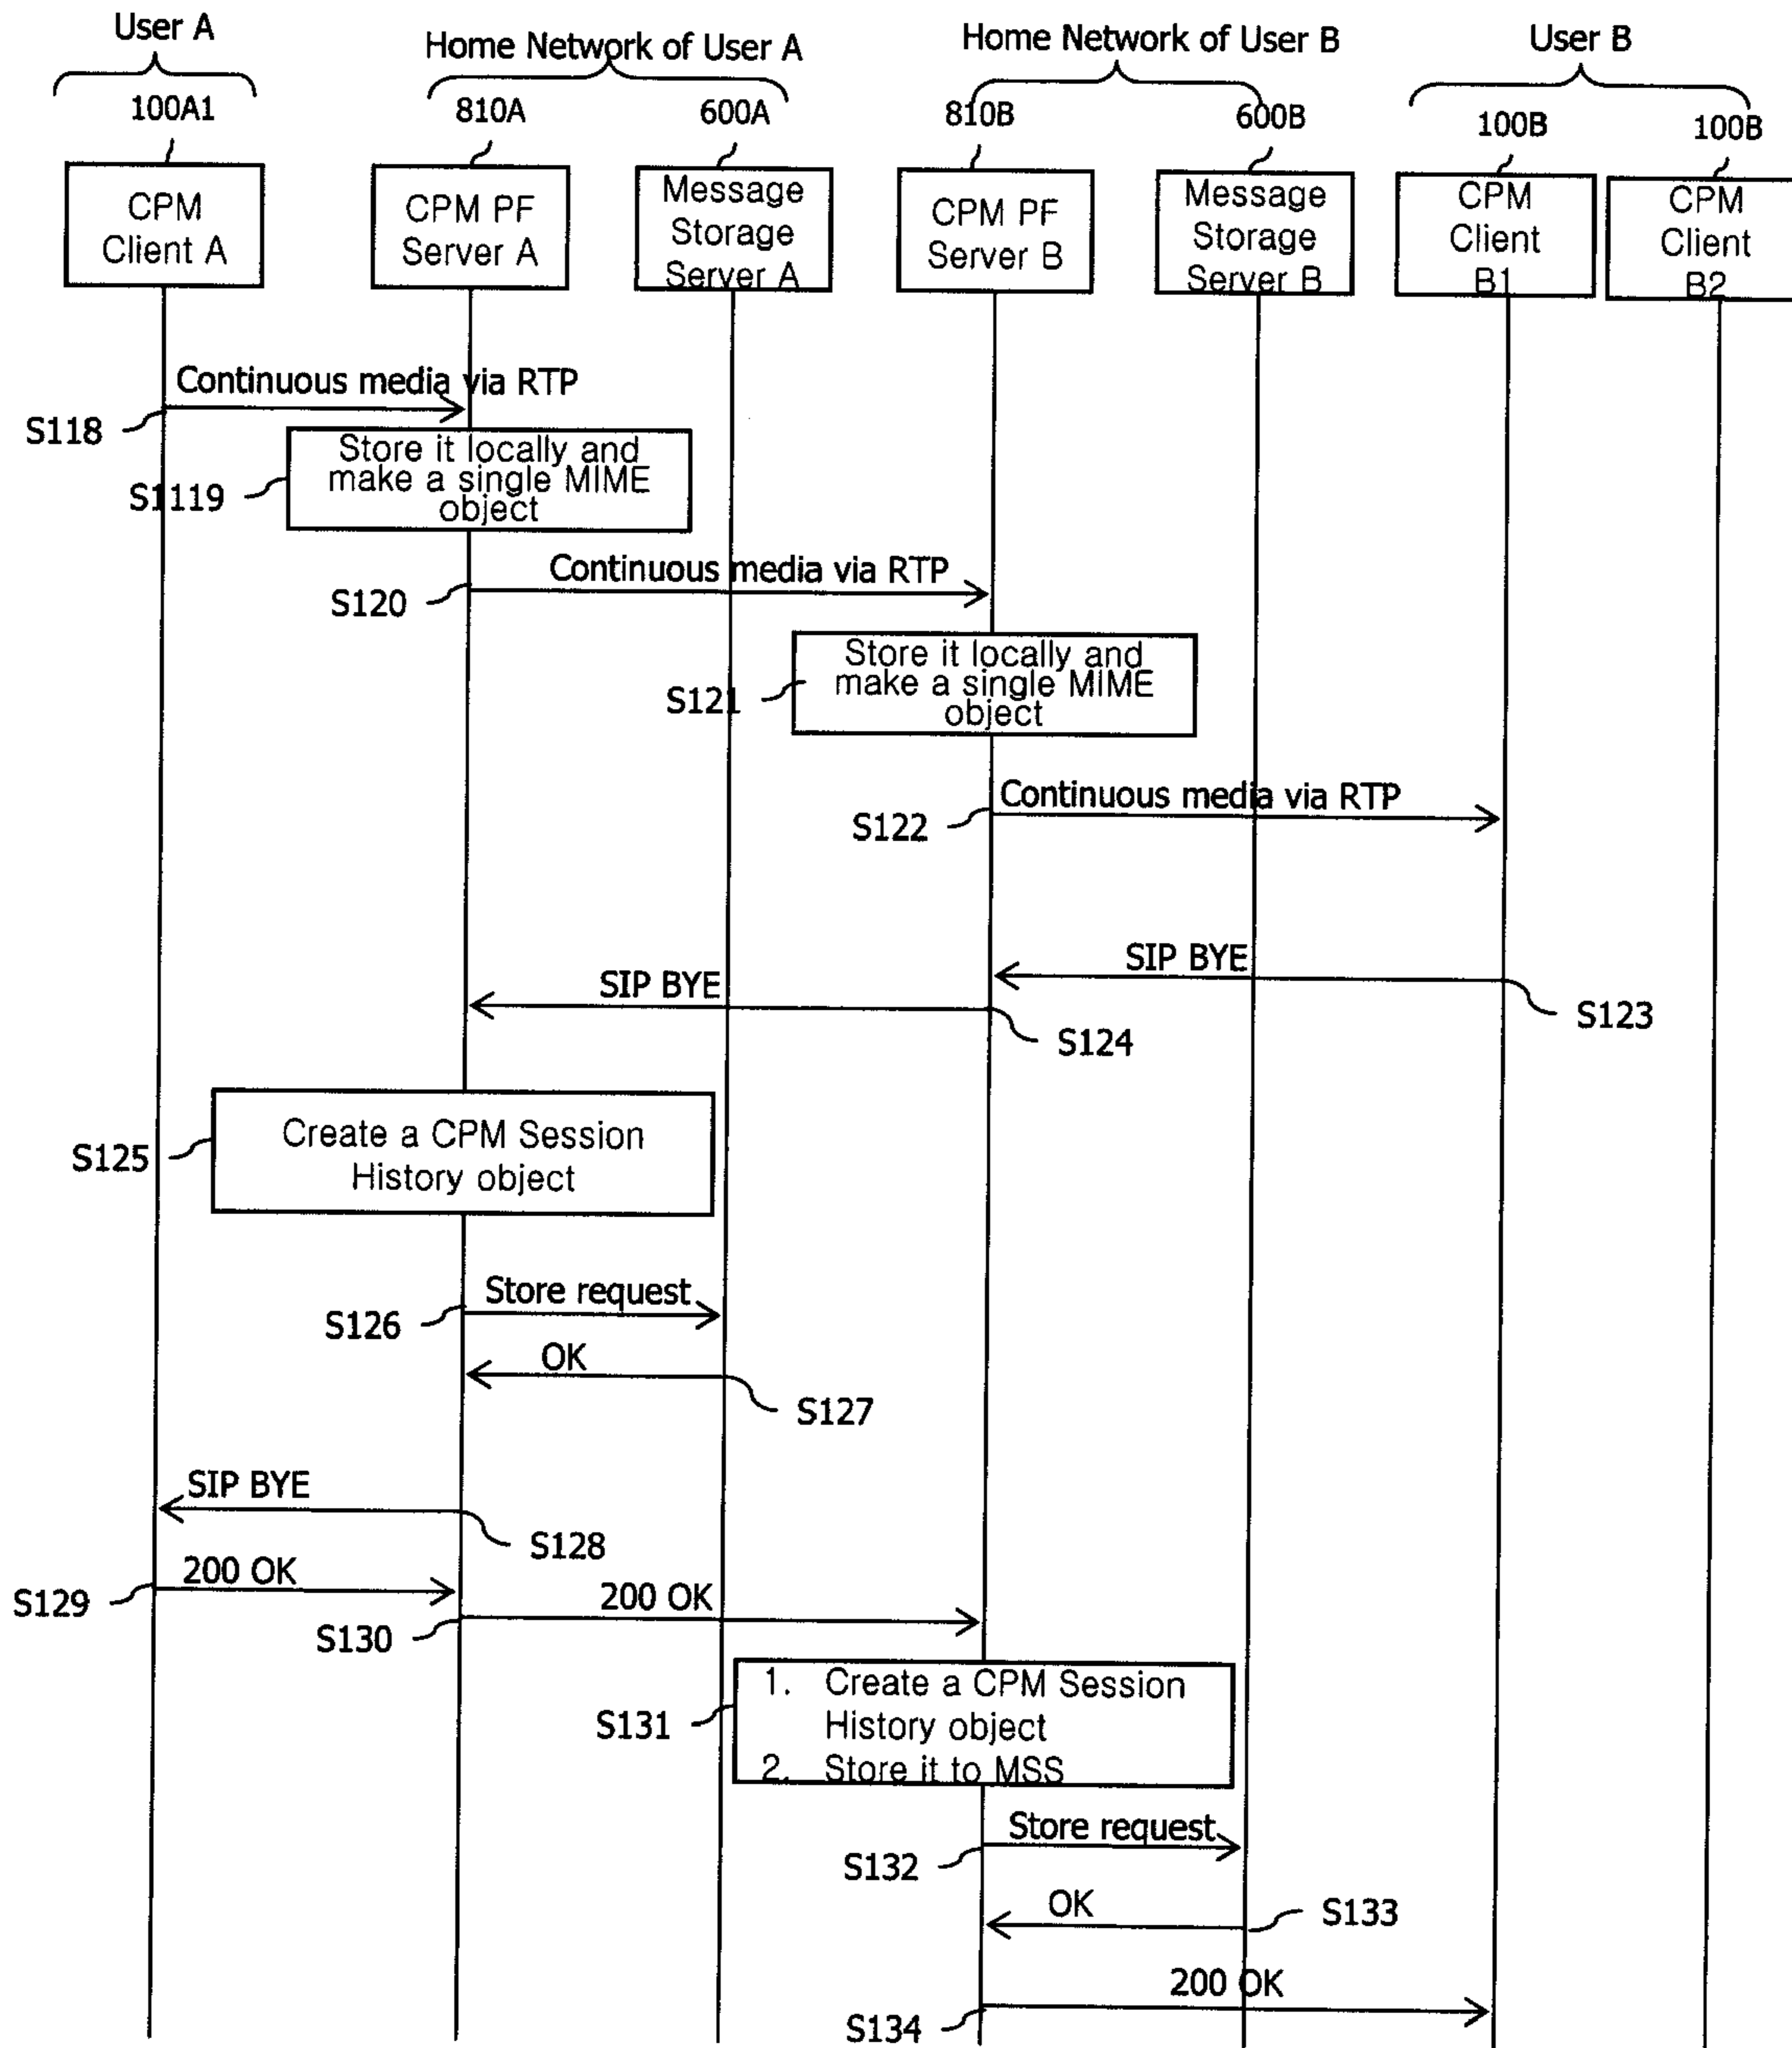 User A
Home Network of User A
Home Network of User B
User B
100A1
810A
600A
810B
600B
100B
100B
CPM
Client A
CPM PF
Server A
Message
Storage
Server A
CPM PF
Server B
Message
Storage
Server B
CPM
Client
B1
CPM
Client
B2
Continuous media via RTP
S118
Store it locally and
make a single MIME
object
S1119
Continuous media via RTP
S120
Store it locally and
make a single MIME
object
S121
Continuous media via RTP
S122
SIP BYE
S123
SIP BYE
S124
Create a CPM Session
History object
S125
Store request
S126
OK
S127
SIP BYE
S128
200 OK
S129
200 OK
S130
1. Create a CPM Session
History object
2. Store it to MSS
S131
Store request
S132
OK
S133
200 OK
S134